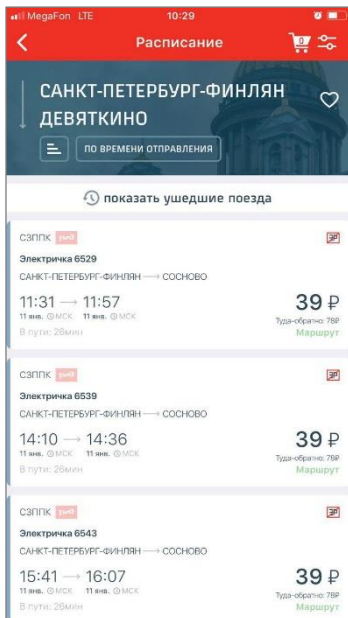 MegaFon LTE 10:29
Расписание
0
САНКТ-ПЕТЕРБУРГ-ФИНЛЯН
ДЕВЯТКИНО
ПО ВРЕМЕНИ ОТПРАВЛЕНИЯ
показать ушедшие поезда
СЗППК
Электричка 6529
САНКТ-ПЕТЕРБУРГ-ФИНЛЯН → СОСНОВО
11:31 → 11:57 39 ₽
11 янв. МСК 11 янв. МСК Туда-обратно: 78₽
В пути: 26мин Маршрут
СЗППК
Электричка 6539
САНКТ-ПЕТЕРБУРГ-ФИНЛЯН → СОСНОВО
14:10 → 14:36 39 ₽
11 янв. МСК 11 янв. МСК Туда-обратно: 78₽
В пути: 26мин Маршрут
СЗППК
Электричка 6543
САНКТ-ПЕТЕРБУРГ-ФИНЛЯН → СОСНОВО
15:41 → 16:07 39 ₽
11 янв. МСК 11 янв. МСК Туда-обратно: 78₽
В пути: 26мин Маршрут